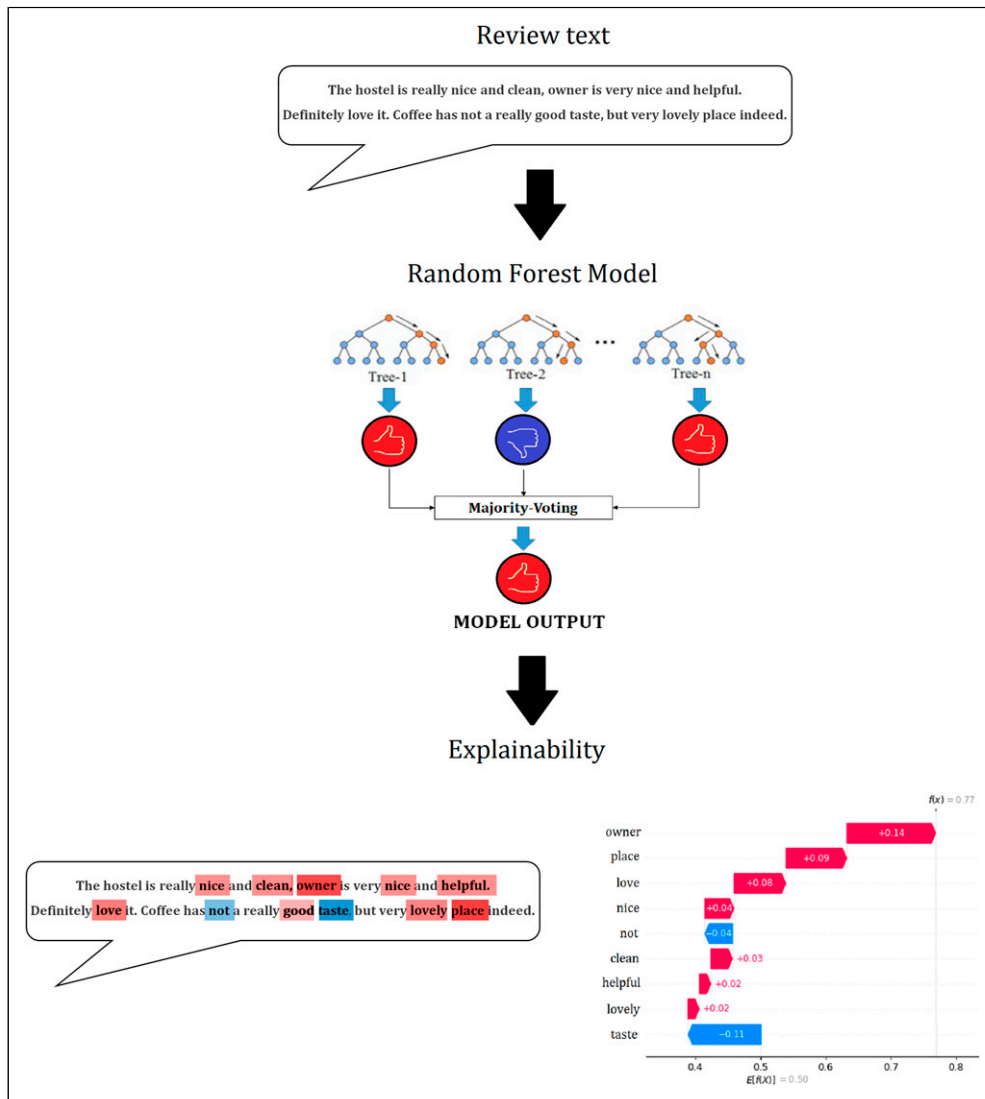 Review text
The hostel is really nice and clean, owner is very nice and helpful.
Definitely love it. Coffee has not a really good taste, but very lovely place indeed.
Random Forest Model
...
Tree-1
Tree-2
Tree-n
Majority-Voting
MODEL OUTPUT
Explainability
The hostel is really nice and clean, owner is very nice and helpful.
Definitely love it. Coffee has not a really good taste, but very lovely place indeed.
f(x) = 0.77
owner +0.14
place +0.09
love +0.08
nice +0.04
not −0.04
clean +0.03
helpful +0.02
lovely +0.02
taste −0.11
0.4 0.5 0.6 0.7 0.8
E[f(X)] = 0.50